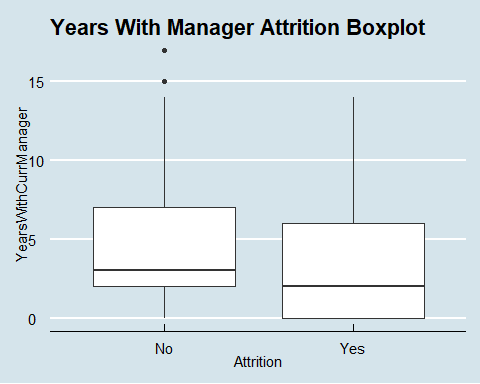 Years With Manager Attrition Boxplot
YearsWithCurrManager
15
10
5
0
No Yes
Attrition